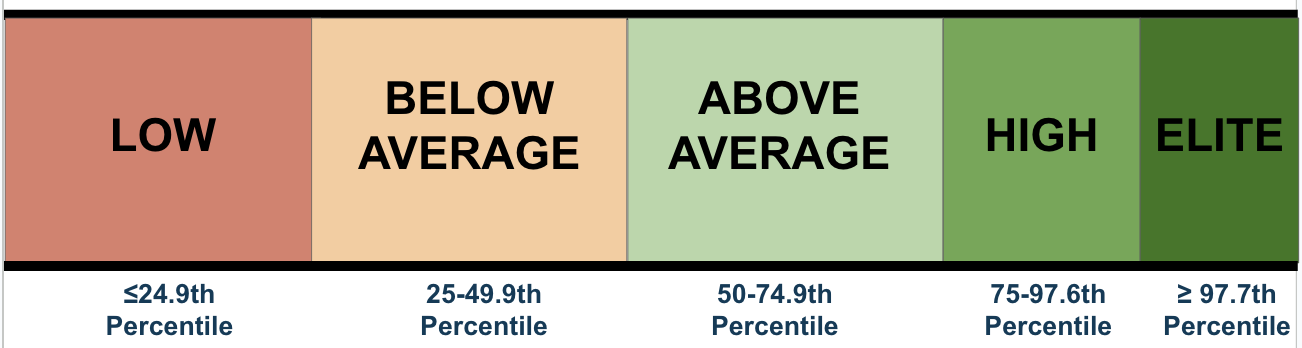 LOW
BELOW
AVERAGE
ABOVE
AVERAGE
HIGH
ELITE
≤24.9th
Percentile
25-49.9th
Percentile
50-74.9th
Percentile
75-97.6th
Percentile
≥ 97.7th
Percentile